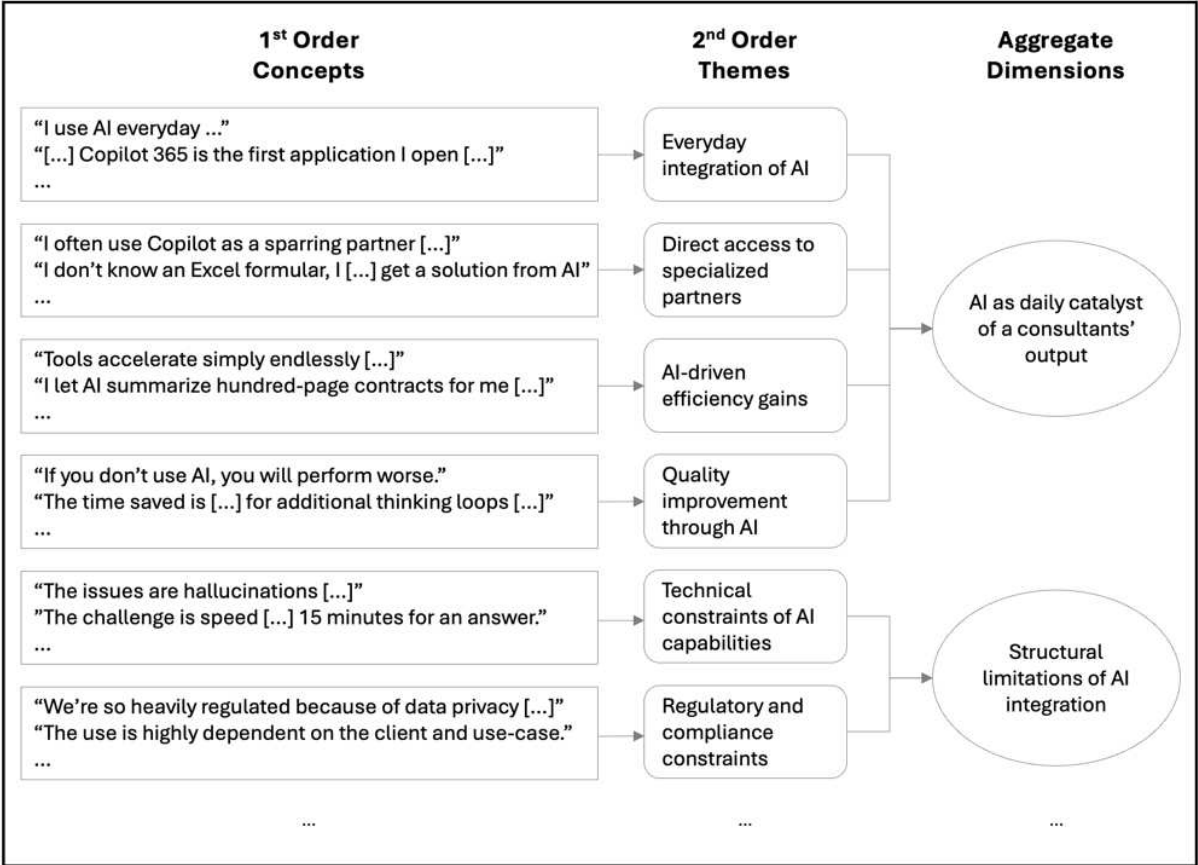 1st Order
Concepts
2nd Order
Themes
Aggregate
Dimensions
“I use AI everyday ...”
“[...] Copilot 365 is the first application I open [...]”
...
Everyday
integration of AI
“I often use Copilot as a sparring partner [...]”
“I don’t know an Excel formular, I [...] get a solution from AI”
...
Direct access to
specialized
partners
“Tools accelerate simply endlessly [...]”
“I let AI summarize hundred-page contracts for me [...]”
...
AI-driven
efficiency gains
“If you don’t use AI, you will perform worse.”
“The time saved is [...] for additional thinking loops [...]”
...
Quality
improvement
through AI
AI as daily catalyst
of a consultants’
output
“The issues are hallucinations [...]”
”The challenge is speed [...] 15 minutes for an answer.”
...
Technical
constraints of AI
capabilities
“We’re so heavily regulated because of data privacy [...]”
“The use is highly dependent on the client and use-case.”
...
Regulatory and
compliance
constraints
Structural
limitations of AI
integration
...
...
...